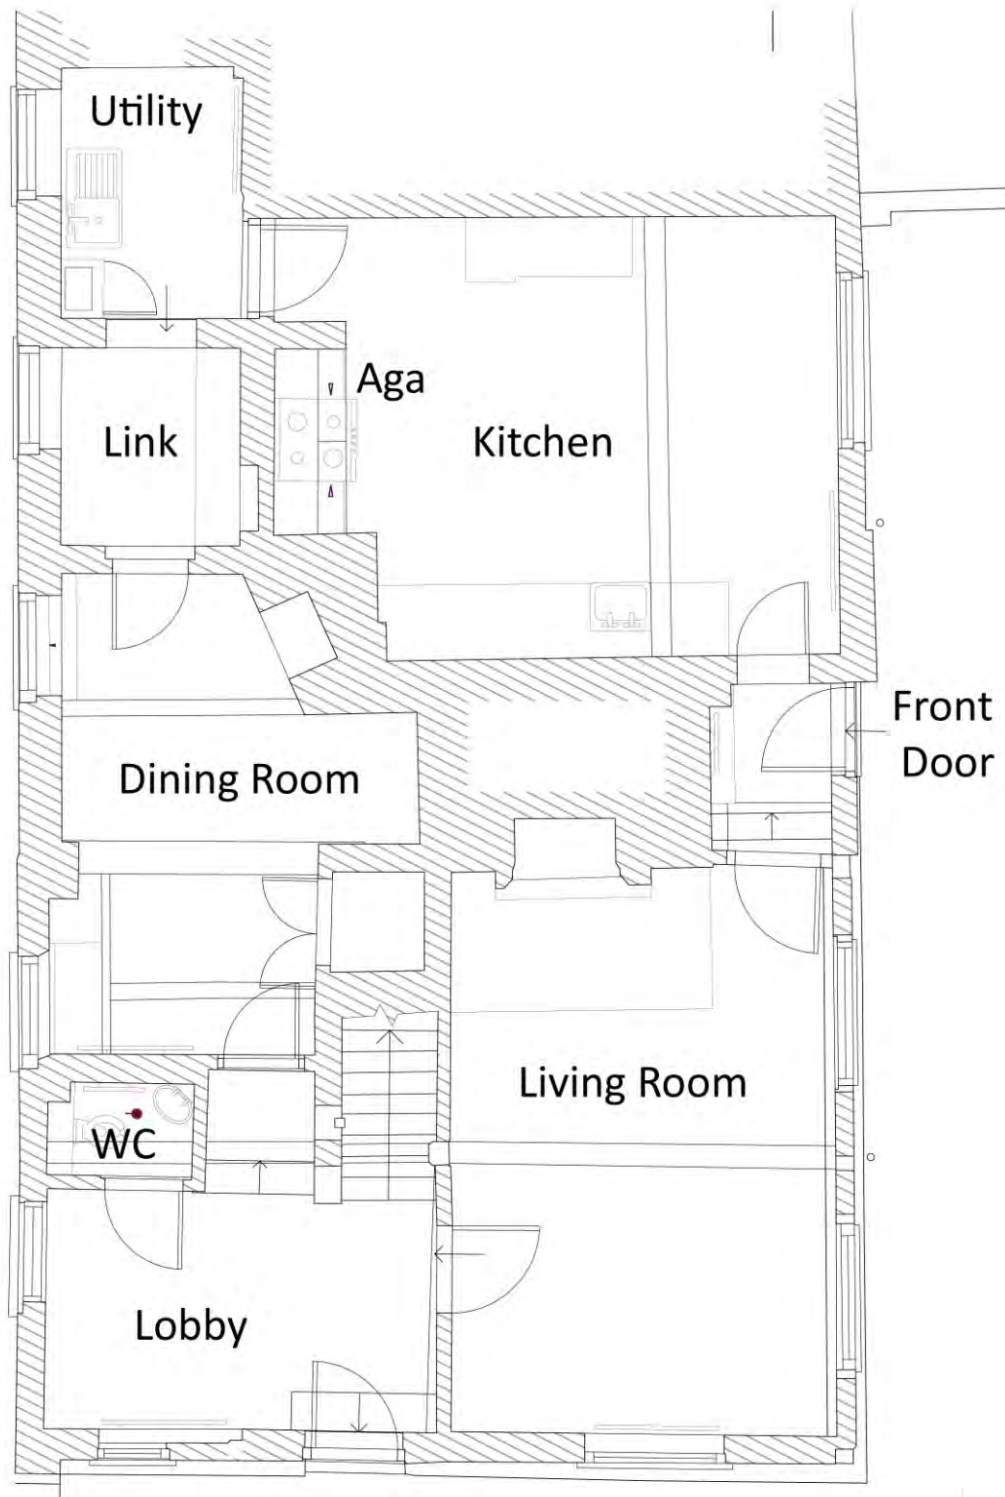 Utility
Aga
Link
Kitchen
Front
Door
Dining Room
Living Room
WC
Lobby